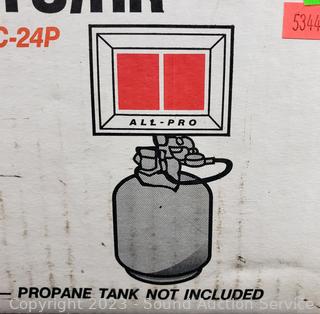 C-24P
5344
ALL-PRO
PROPANE TANK NOT INCLUDED
Copyright 2023 - Sound Auction Service